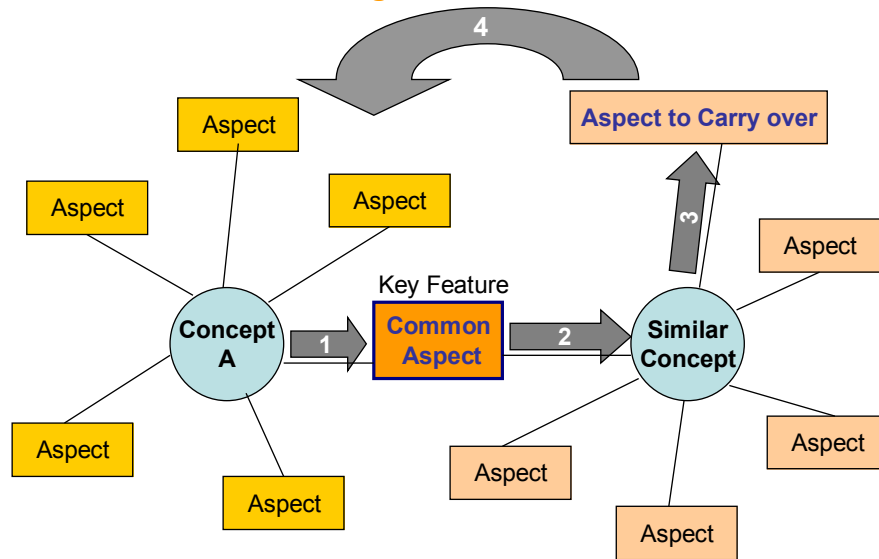 4
Aspect
Aspect to Carry over
Aspect
Aspect
3
Aspect
Key Feature
Concept
A
1
Common
Aspect
2
Similar
Concept
Aspect
Aspect
Aspect
Aspect
Aspect